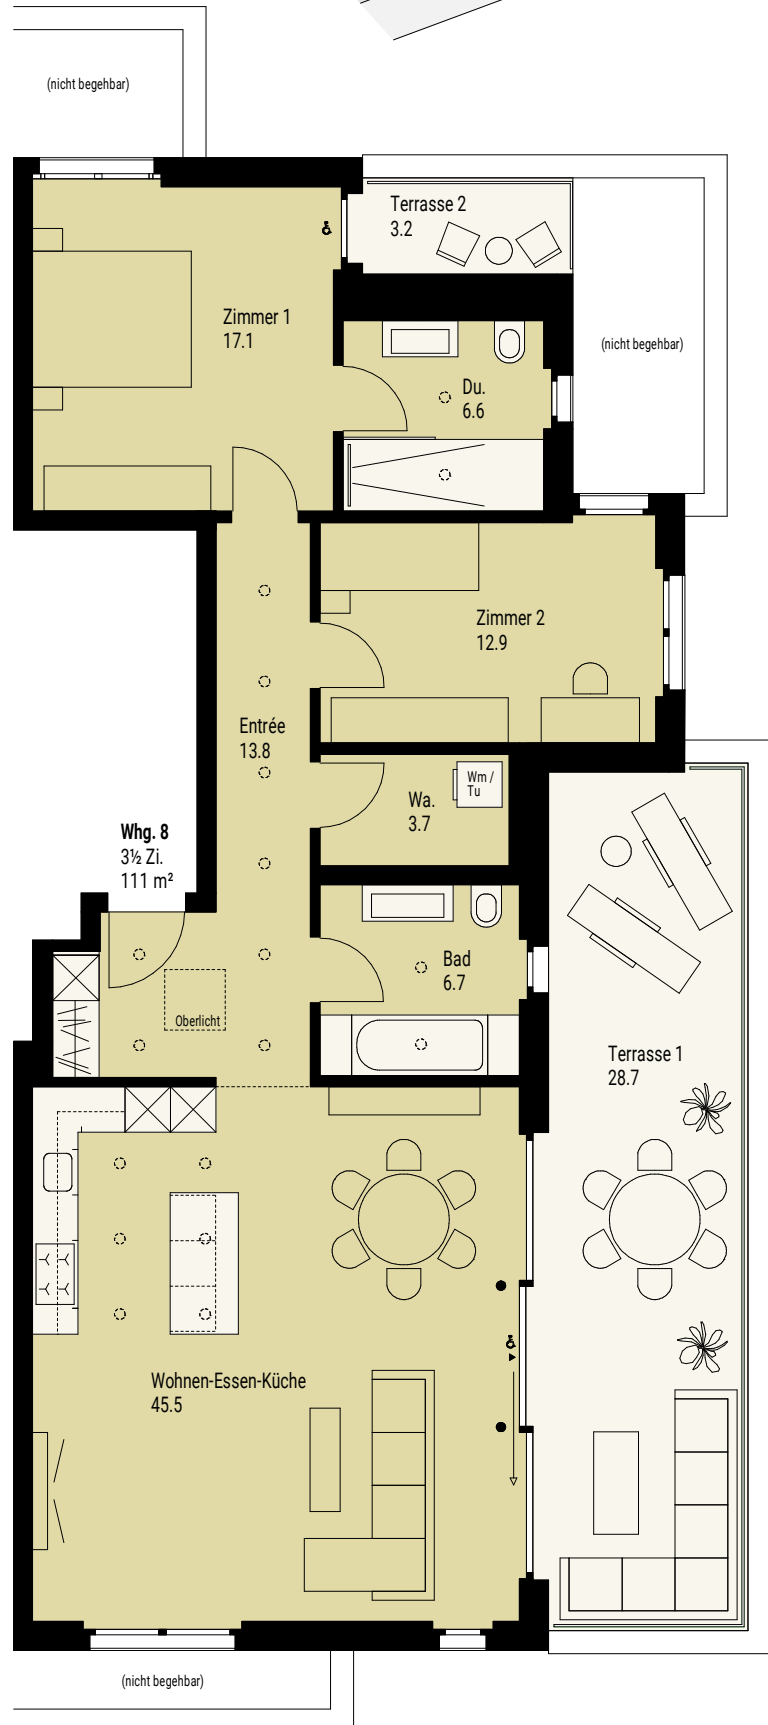 (nicht begehbar)
Terrasse 2
3.2
Zimmer 1
17.1
(nicht begehbar)
Du.
6.6
Zimmer 2
12.9
Entrée
13.8
Wm /
Tu
Wa.
3.7
Whg. 8
3½ Zi.
111 m²
Bad
6.7
Oberlicht
Terrasse 1
28.7
Wohnen-Essen-Küche
45.5
(nicht begehbar)